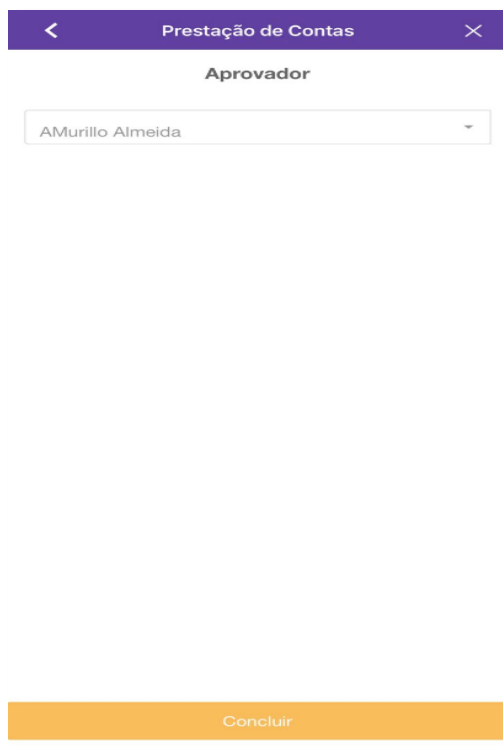 Prestação de Contas
Aprovador
AMurillo Almeida
Concluir